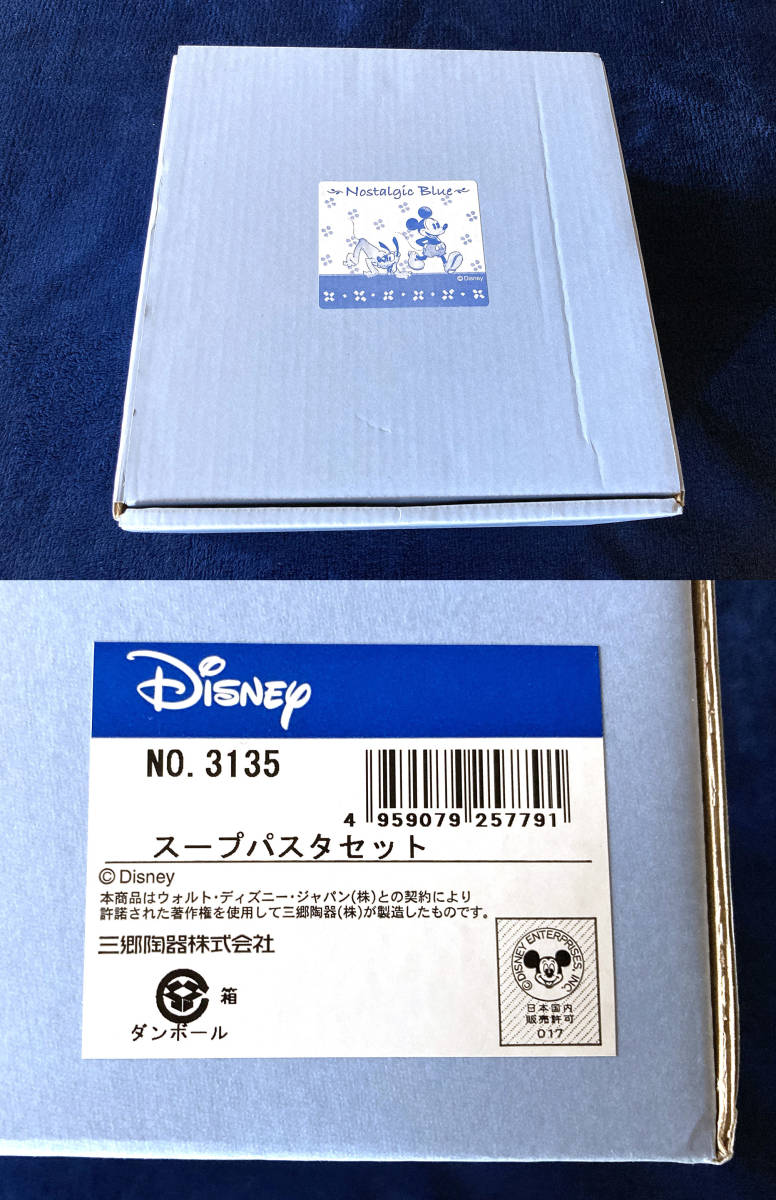 Nostalgic Blue
©Disney
Disney
NO. 3135
4 959079 257791
スープパスタセット
© Disney
本商品はウォルト・ディズニー・ジャパン(株)との契約により
許諾された著作権を使用して三郷陶器(株)が製造したものです。
三郷陶器株式会社
箱
ダンボール
©DISNEY ENTERPRISES, INC.
日本国内
販売許可
017